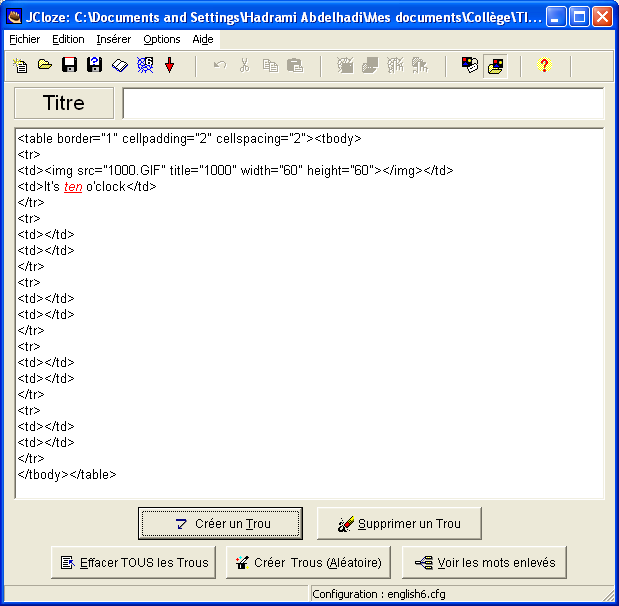 JCloze: C:\Documents and Settings\Hadrami Abdelhadi\Mes documents\Collège\TI...
Fichier Edition Insérer Options Aide
Titre
<table border="1" cellpadding="2" cellspacing="2"><tbody>
<tr>
<td><img src="1000.GIF" title="1000" width="60" height="60"></img></td>
<td>It's ten o'clock</td>
</tr>
<tr>
<td></td>
<td></td>
</tr>
<tr>
<td></td>
<td></td>
</tr>
<tr>
<td></td>
<td></td>
</tr>
<tr>
<td></td>
<td></td>
</tr>
</tbody></table>
Créer un Trou Supprimer un Trou
Effacer TOUS les Trous Créer Trous (Aléatoire) Voir les mots enlevés
Configuration : english6.cfg